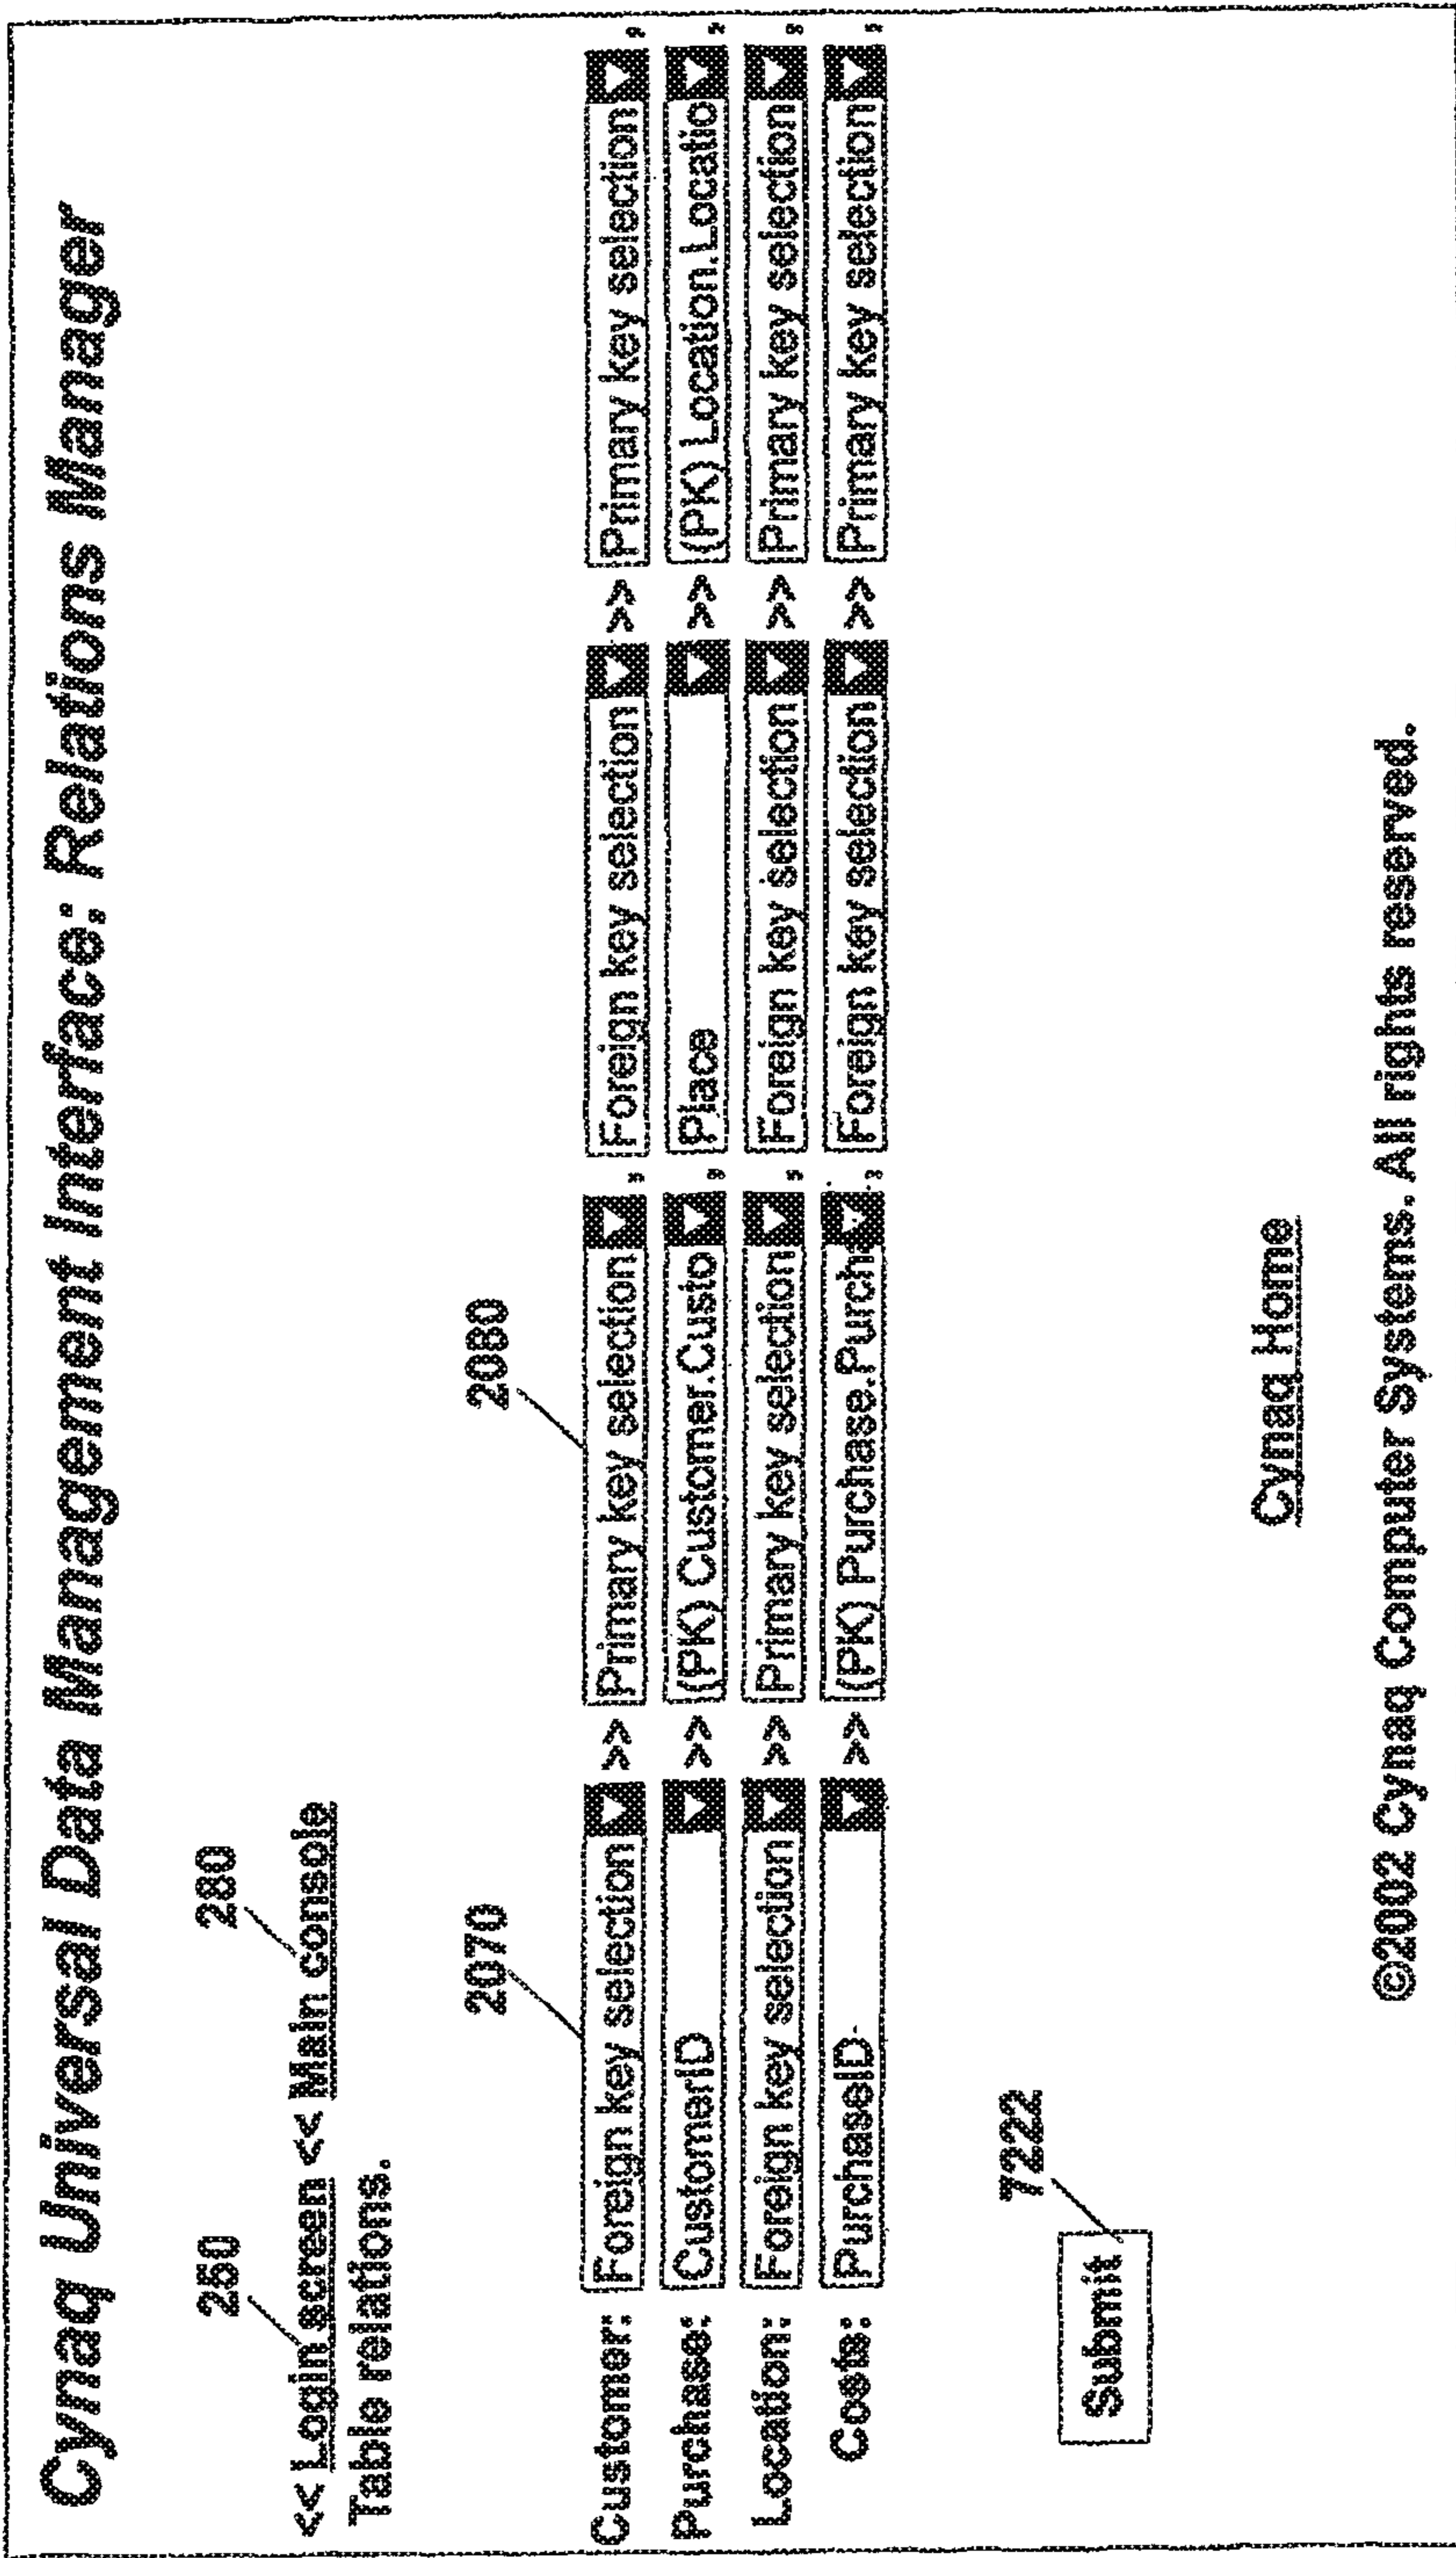 Cynaq Universal Data Management Interface: Relations Manager
250 280
<< Login screen << Main console
Table relations.
2070 2080
Customer: Foreign key selection >> Primary key selection , Foreign key selection >> Primary key selection ,
Purchase: CustomerID >> (PK) Customer.Custo , Place >> (PK) Location.Locatio ,
Location: Foreign key selection >> Primary key selection , Foreign key selection >> Primary key selection ,
Costs: PurchaseID >> (PK) Purchase.Purch , Foreign key selection >> Primary key selection ,
7222
Submit
Cynaq Home
©2002 Cynaq Computer Systems. All rights reserved.